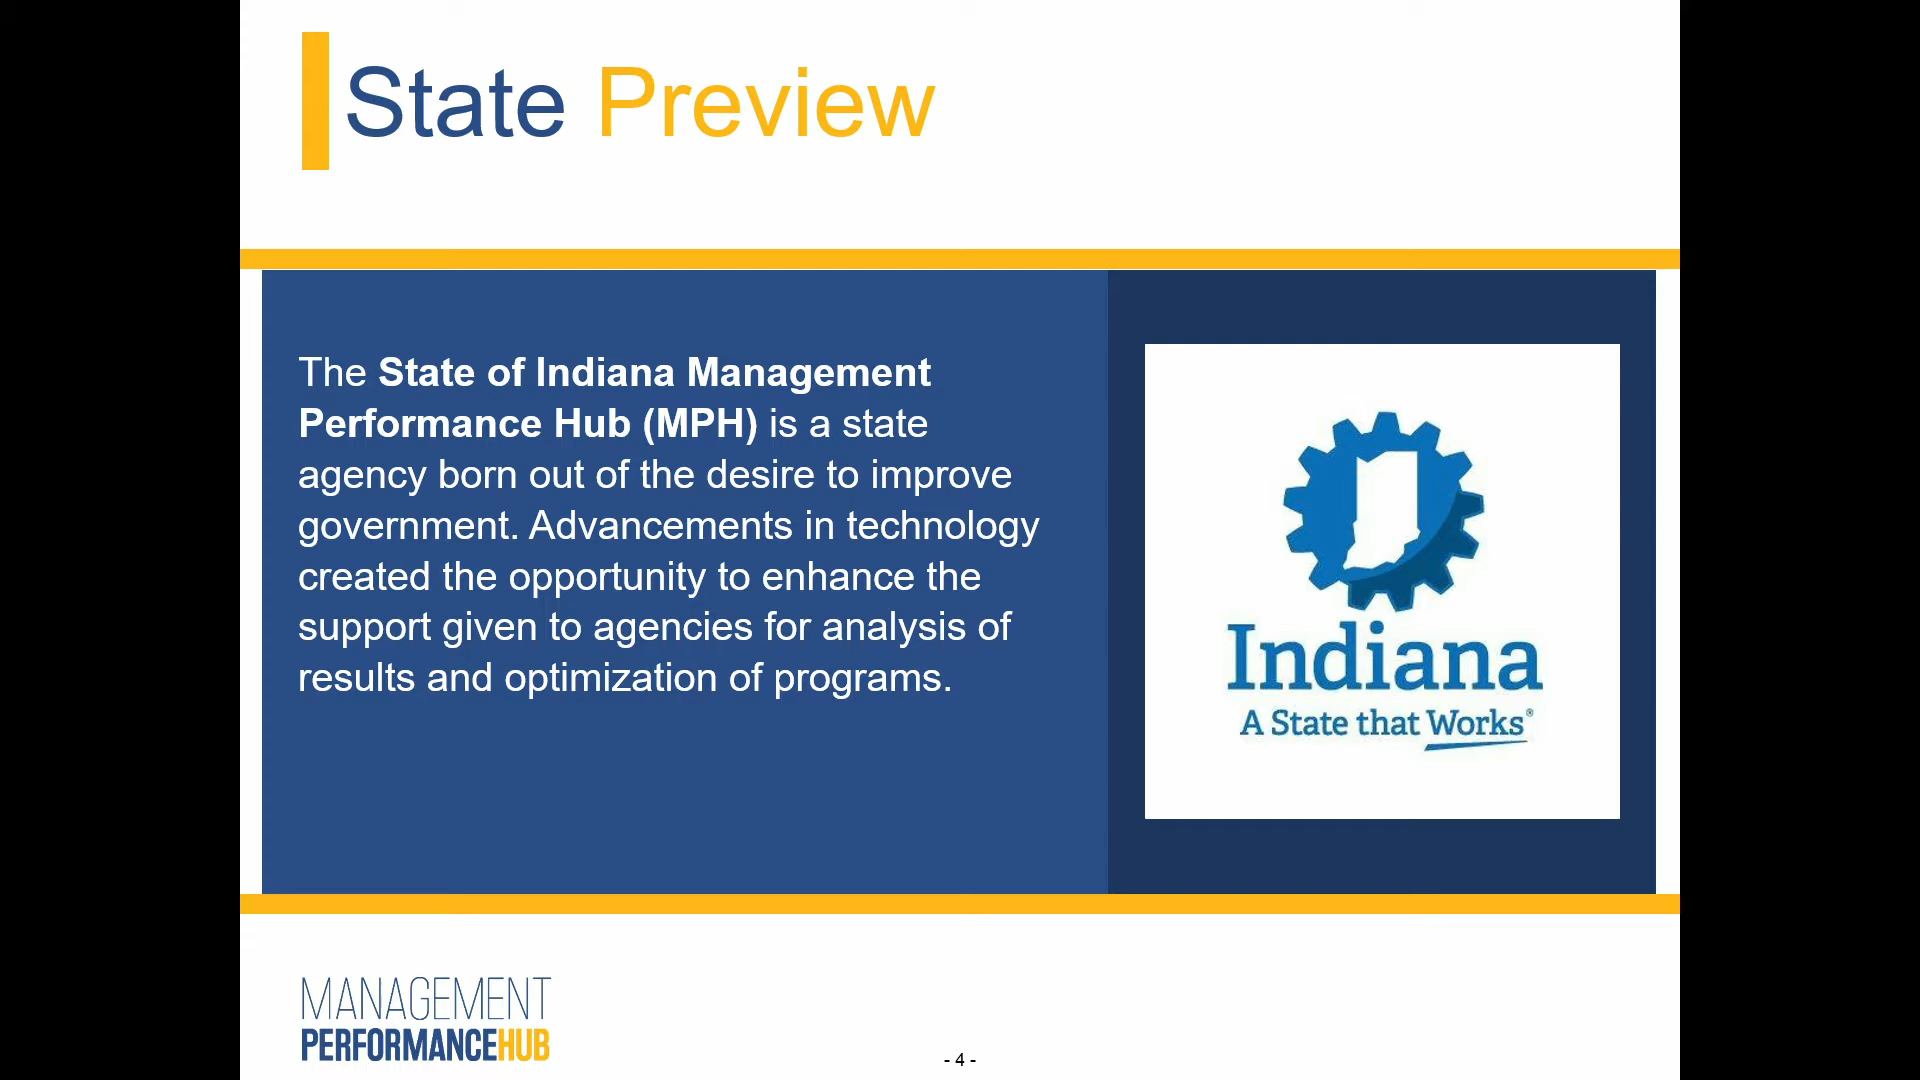 State Preview
The State of Indiana Management
Performance Hub (MPH) is a state
agency born out of the desire to improve
government. Advancements in technology
created the opportunity to enhance the
support given to agencies for analysis of
results and optimization of programs.
Indiana
A State that Works®
MANAGEMENT
PERFORMANCEHUB
- 4 -